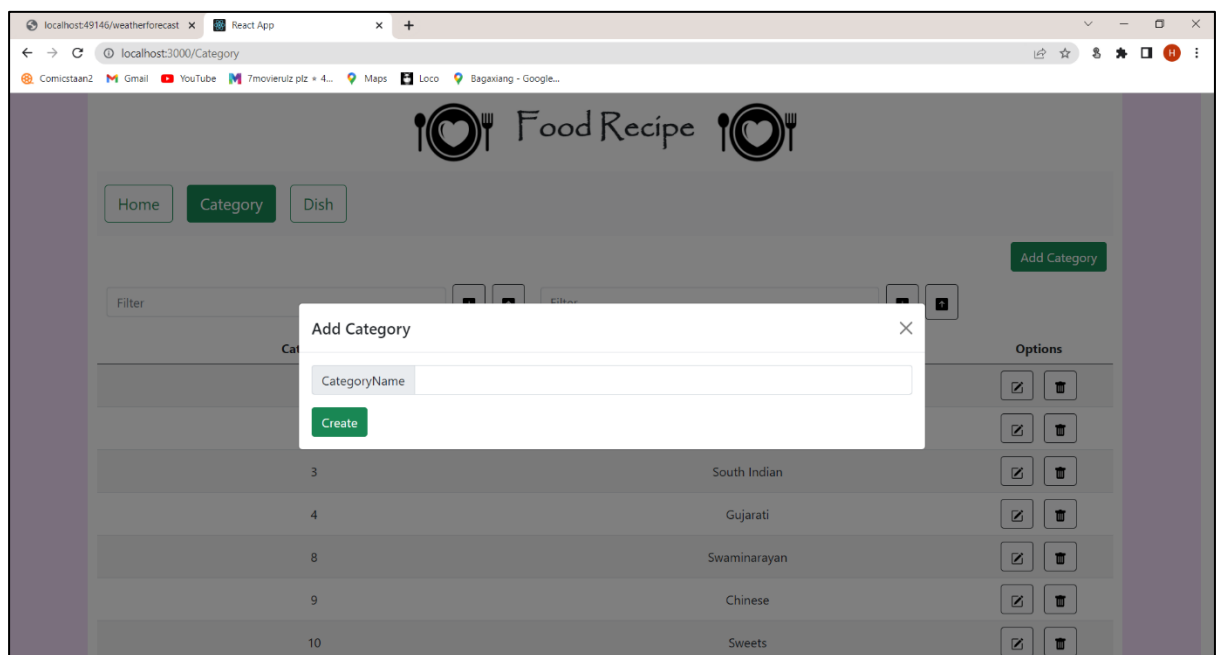 localhost:49146/weatherforecast React App
localhost:3000/Category
Comicstaan2 Gmail YouTube 7movierulz plz * 4... Maps Loco Bagaxiang - Google...
H
Food Recipe
Home Category Dish
Add Category
Filter Filter
Add Category
Cat Options
CategoryName
Create
3 South Indian
4 Gujarati
8 Swaminarayan
9 Chinese
10 Sweets